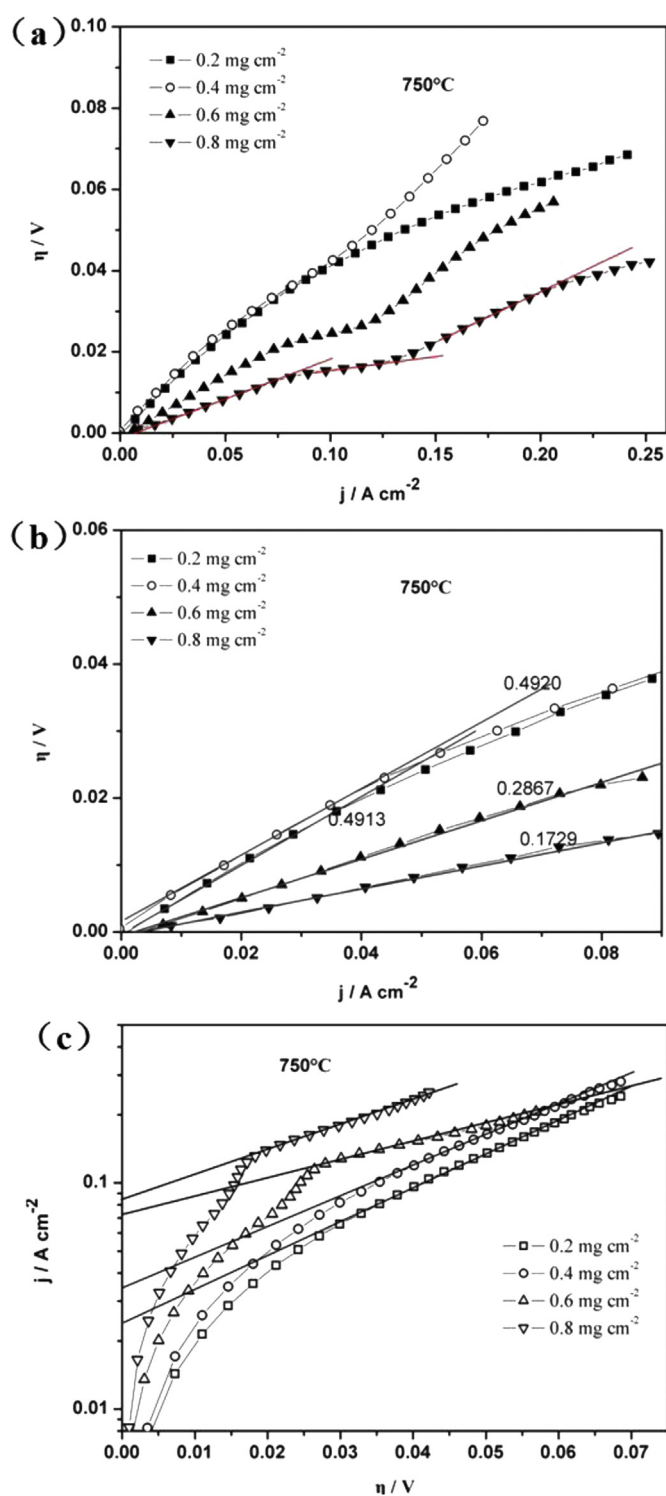 (a)
0.10
0.08
0.06
0.04
0.02
0.00
η / V
0.2 mg cm⁻²
0.4 mg cm⁻²
0.6 mg cm⁻²
0.8 mg cm⁻²
750°C
0.00 0.05 0.10 0.15 0.20 0.25
j / A cm⁻²
(b)
0.06
0.04
0.02
0.00
η / V
0.2 mg cm⁻²
0.4 mg cm⁻²
0.6 mg cm⁻²
0.8 mg cm⁻²
750°C
0.4920
0.2867
0.4913
0.1729
0.00 0.02 0.04 0.06 0.08
j / A cm⁻²
(c)
750°C
0.1
0.01
j / A cm⁻²
0.2 mg cm⁻²
0.4 mg cm⁻²
0.6 mg cm⁻²
0.8 mg cm⁻²
0.00 0.01 0.02 0.03 0.04 0.05 0.06 0.07
η / V